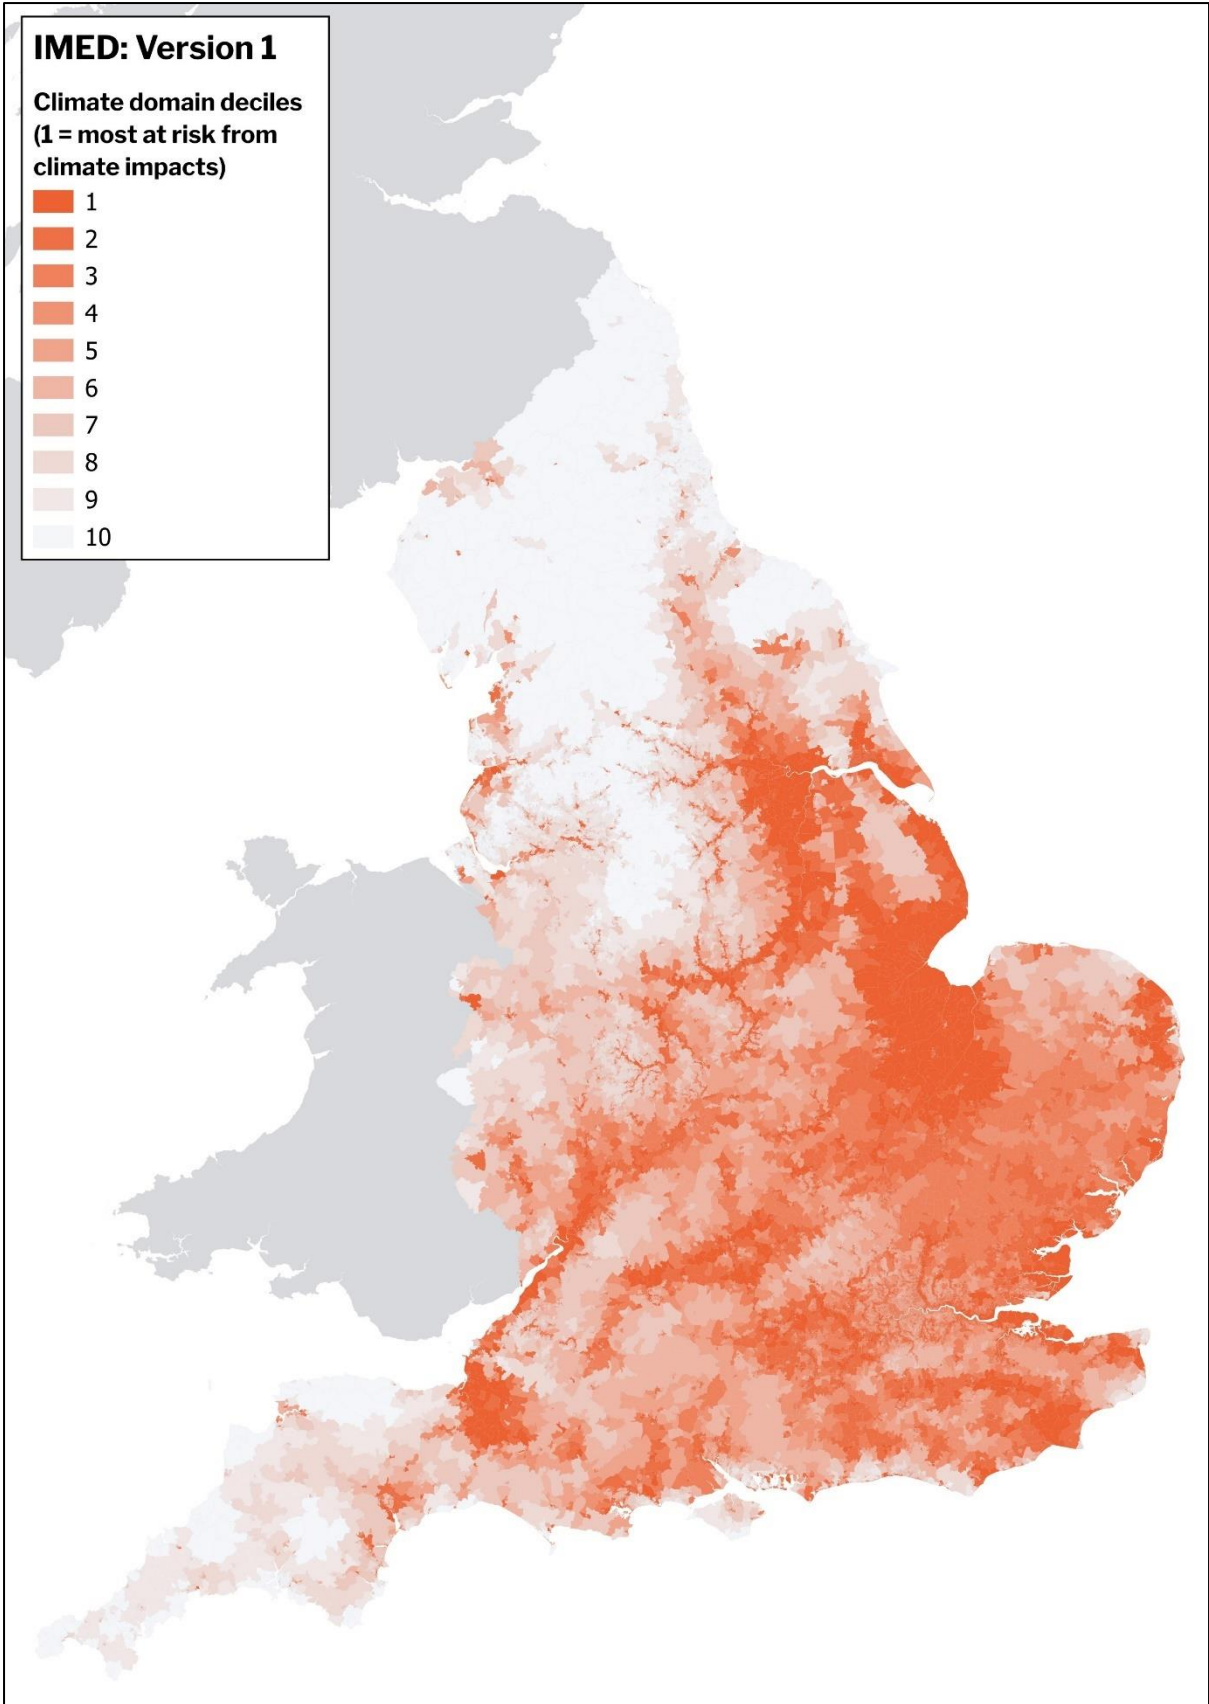 IMED: Version 1
Climate domain deciles
(1 = most at risk from
climate impacts)
1
2
3
4
5
6
7
8
9
10